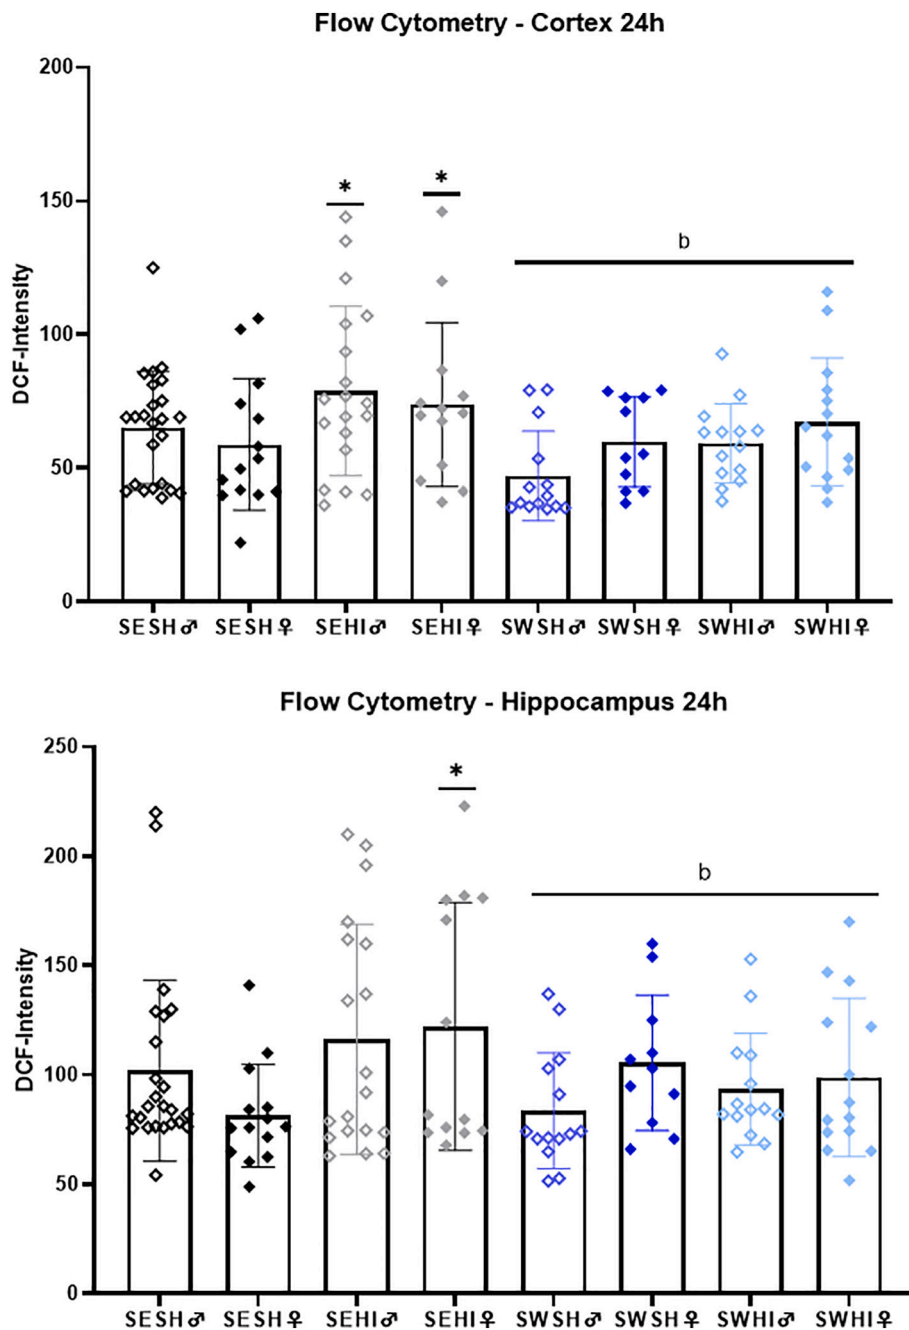 Flow Cytometry - Cortex 24h
DCF-Intensity
200
150
100
50
0
*
*
b
SESH♂ SESH♀ SEHI♂ SEHI♀ SWSH♂ SWSH♀ SWHI♂ SWHI♀
Flow Cytometry - Hippocampus 24h
DCF-Intensity
250
200
150
100
50
0
*
b
SESH♂ SESH♀ SEHI♂ SEHI♀ SWSH♂ SWSH♀ SWHI♂ SWHI♀